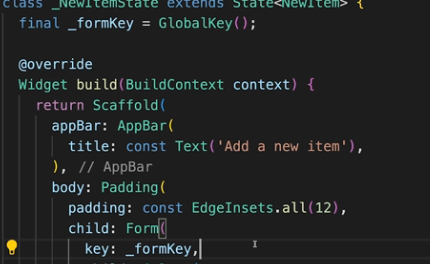 class _NewItemState extends State<NewItem> {
final _formKey = GlobalKey();
@override
Widget build(BuildContext context) {
return Scaffold(
appBar: AppBar(
title: const Text('Add a new item'),
), // AppBar
body: Padding(
padding: const EdgeInsets.all(12),
child: Form(
key: _formKey,